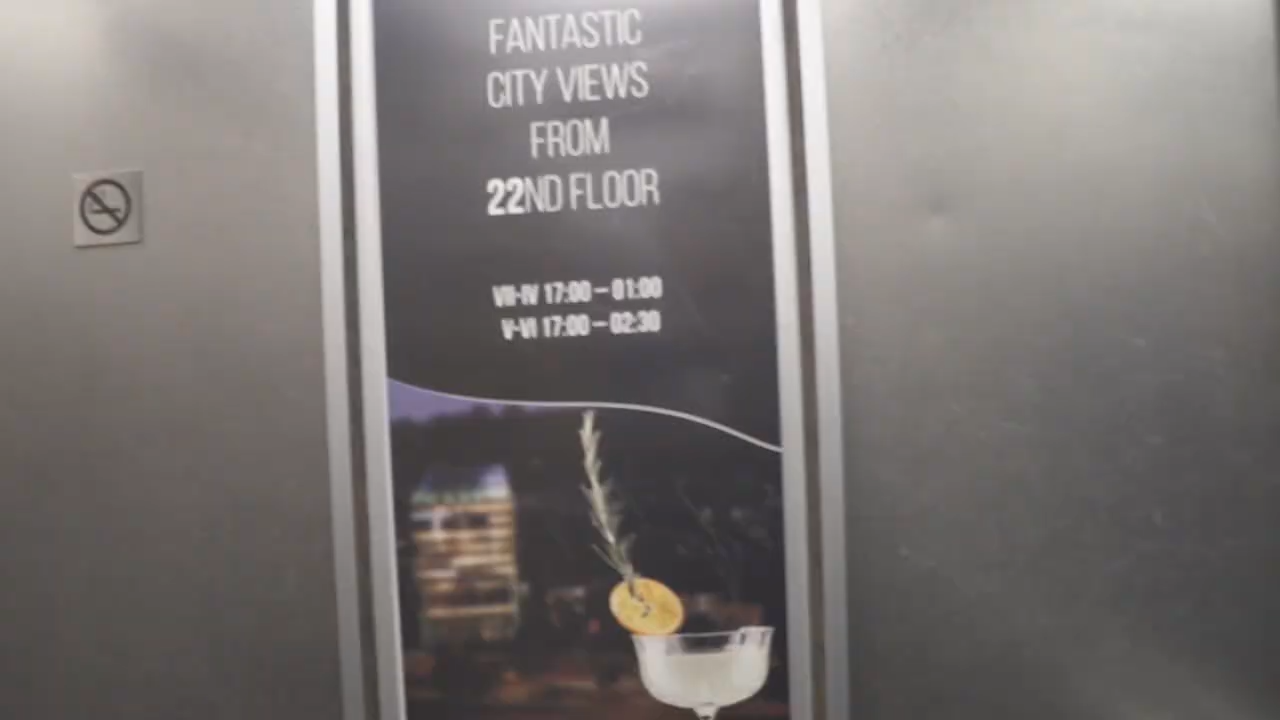 FANTASTIC
CITY VIEWS
FROM
22ND FLOOR
VII-IV 17:00 – 01:00
V-VI 17:00 – 02:30